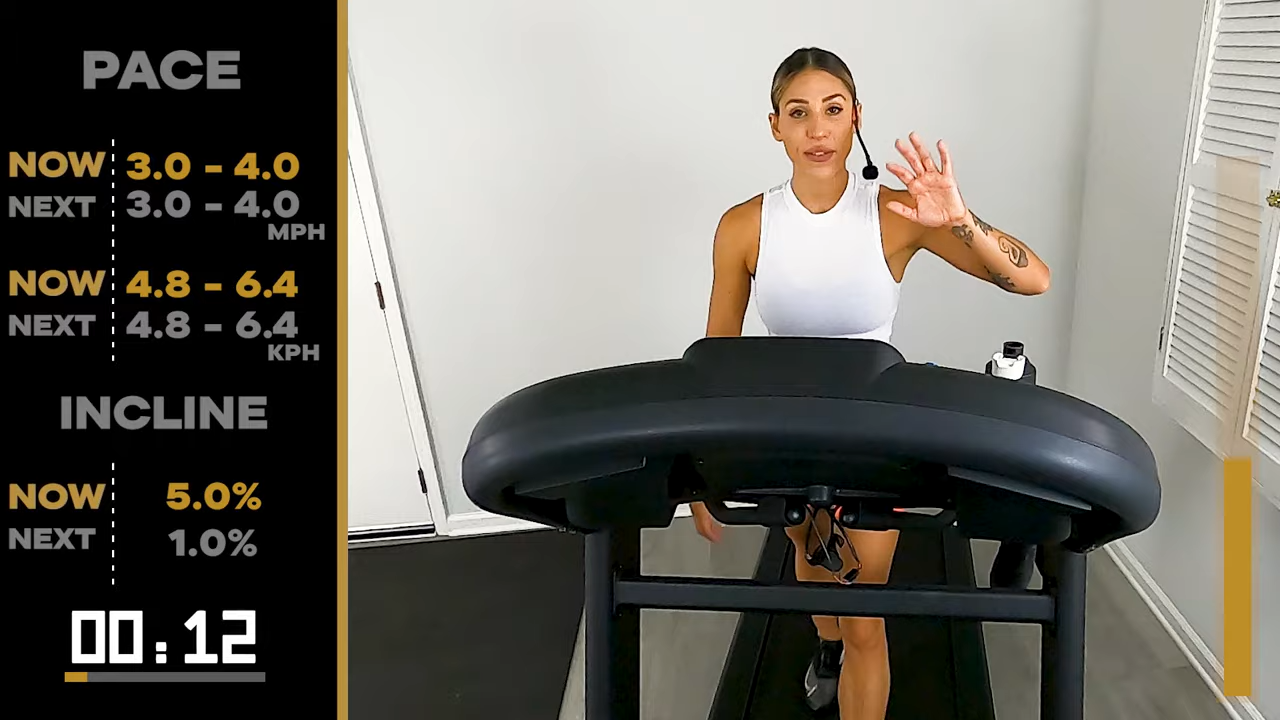 PACE
NOW 3.0 - 4.0
NEXT 3.0 - 4.0
MPH
NOW 4.8 - 6.4
NEXT 4.8 - 6.4
KPH
INCLINE
NOW 5.0%
NEXT 1.0%
00:12